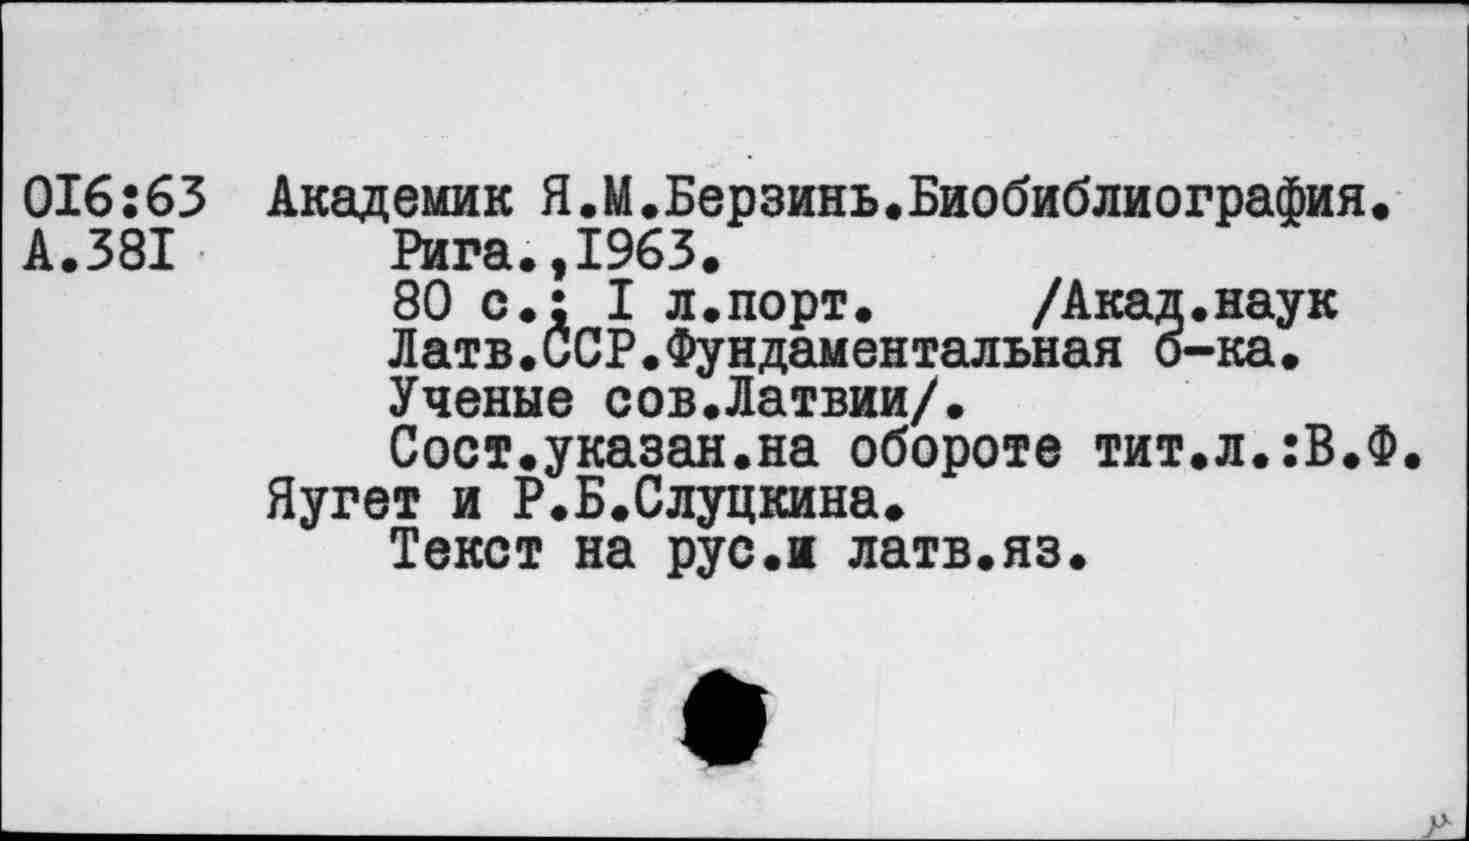 016:63 Академик Я.М.Берзинь.Биобиблиография.
А.381 Рига.,1963.
80 с.; I л.порт. /Акад.наук
Латв.ССР.Фундаментальная б-ка.
Ученые сов.Латвии/.
Сост.указан.на обороте тит.л.:В.Ф.
Яугет и Р.Б.Слуцкина.
Текст на рус.и латв.яз.